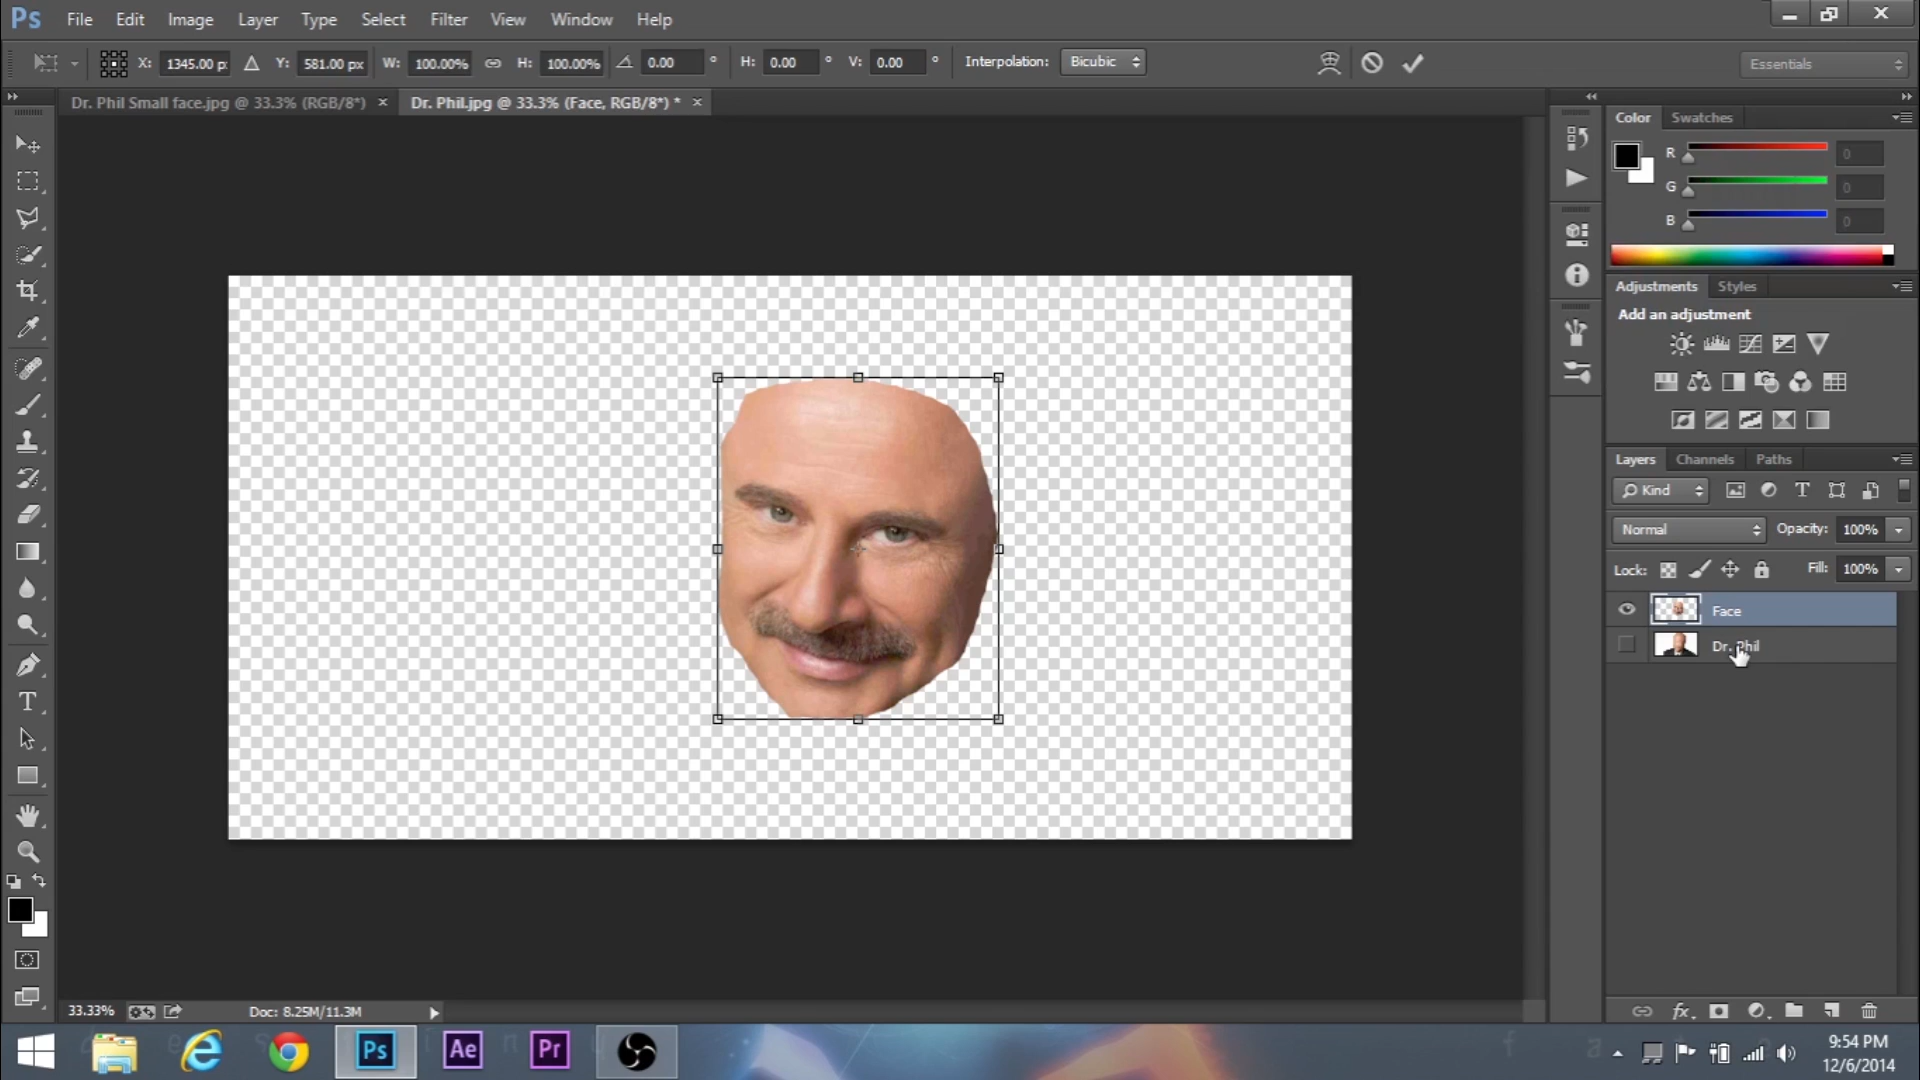 Ps File Edit Image Layer Type Select Filter View Window Help
X: 1345.00 p Y: 581.00 px W: 100.00% H: 100.00% 0.00 ° H: 0.00 ° V: 0.00 ° Interpolation: Bicubic Essentials
Dr. Phil Small face.jpg @ 33.3% (RGB/8*) × Dr. Phil.jpg @ 33.3% (Face, RGB/8*) * ×
Color Swatches
R 0
G 0
B 0
Adjustments Styles
Add an adjustment
Layers Channels Paths
Kind
Normal Opacity: 100%
Lock: Fill: 100%
Face
Dr. Phil
33.33% Doc: 8.25M/11.3M
Ps Ae Pr
9:54 PM
12/6/2014